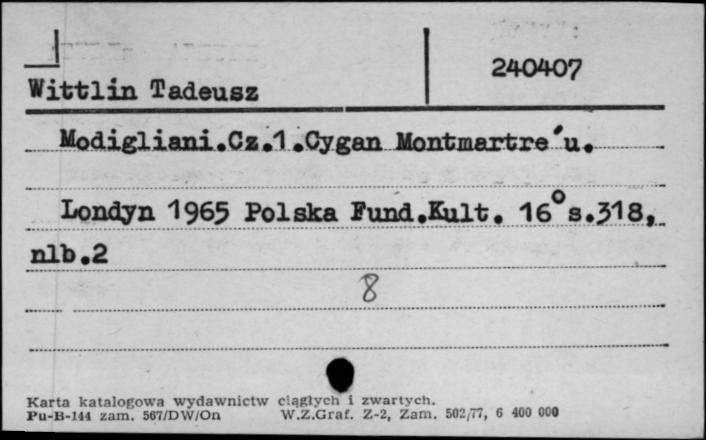 240407
Wittlin Tadeusz
Modigliani.Cz.1.Cygan Montmartre´u.
Londyn 1965 Polska Fund.Kult. 16° s.318,
nlb.2
8
Karta katalogowa wydawnictw ciągłych i zwartych.
Pu-B-144 zam. 567/DW/On W.Z.Graf. Z-2, Zam. 502/77, 6 400 000